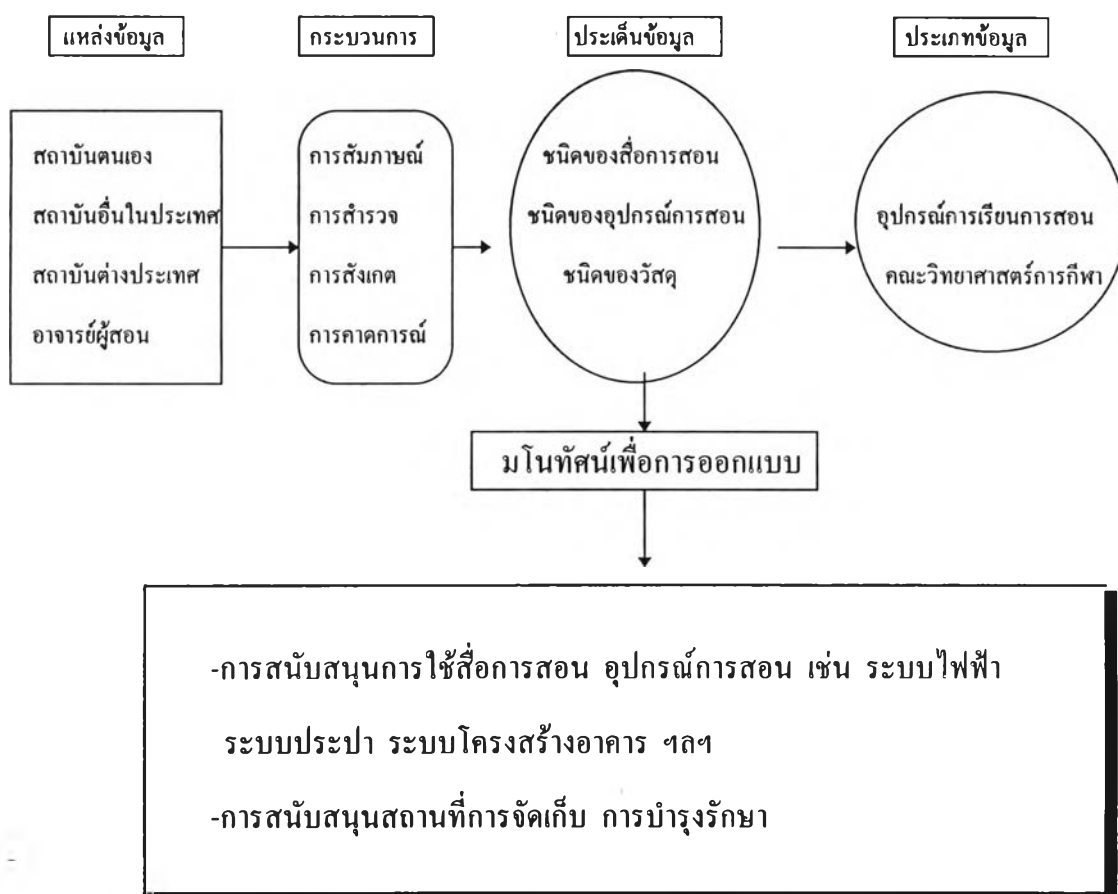 แหล่งข้อมูล
กระบวนการ
ประเด็นข้อมูล
ประเภทข้อมูล
สถาบันตนเอง
สถาบันอื่นในประเทศ
สถาบันต่างประเทศ
อาจารย์ผู้สอน
การสัมภาษณ์
การสำรวจ
การสังเกต
การคาดการณ์
ชนิดของสื่อการสอน
ชนิดของอุปกรณ์การสอน
ชนิดของวัสดุ
อุปกรณ์การเรียนการสอน
คณะวิทยาศาสตร์การกีฬา
มโนทัศน์เพื่อการออกแบบ
-การสนับสนุนการใช้สื่อการสอน อุปกรณ์การสอน เช่น ระบบไฟฟ้า
ระบบประปา ระบบโครงสร้างอาคาร ฯลฯ
-การสนับสนุนสถานที่การจัดเก็บ การบำรุงรักษา